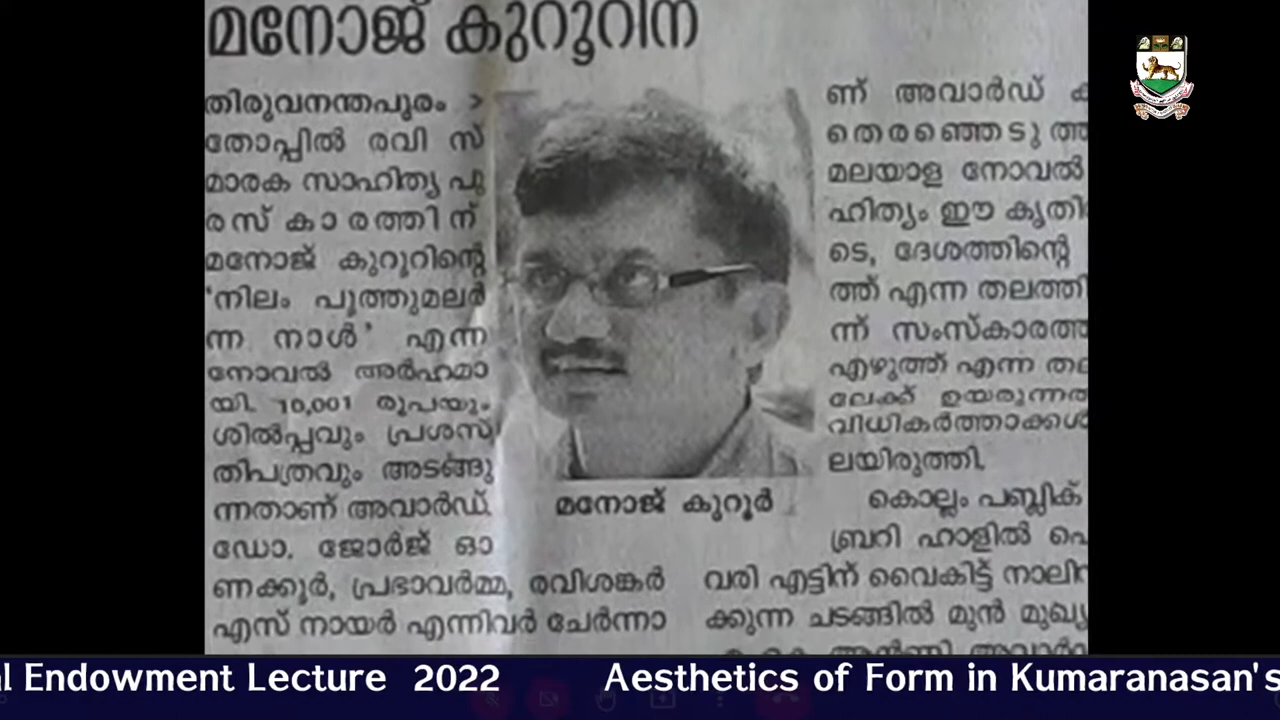 മനോജ് കുറൂറിന
തിരുവനന്തപുരം >
തോപ്പിൽ രവി സ്
മാരക സാഹിത്യ പു
രസ്കാരത്തിന്
മനോജ് കുറൂറിന്റെ
'നിലം പൂത്തുമലർ
ന്ന നാൾ' എന്ന
നോവൽ അർഹമാ
യി. 10,001 രൂപയും
ശിൽപ്പവും പ്രശസ്
തിപത്രവും അടങ്ങു
ന്നതാണ് അവാർഡ്.
ഡോ. ജോർജ് ഓ
ണക്കൂർ, പ്രഭാവർമ്മ, രവിശങ്കർ
എസ് നായർ എന്നിവർ ചേർന്നാ
മനോജ് കുറൂർ
ണ് അവാർഡ് ക
തെരഞ്ഞെടുത്ത
മലയാള നോവൽ
ഹിത്യം ഈ കൃതി
ടെ, ദേശത്തിന്റെ
ത്ത് എന്ന തലത്തി
ന്ന് സംസ്കാരത്ത
എഴുത്ത് എന്ന തല
ലേക്ക് ഉയരുന്നത
വിധികർത്താക്കൾ
ലയിരുത്തി.
കൊല്ലം പബ്ലിക്
ബ്രറി ഹാളിൽ ഫെ
വരി എട്ടിന് വൈകിട്ട് നാലിന
ക്കുന്ന ചടങ്ങിൽ മുൻ മുഖ്യ
al Endowment Lecture 2022 Aesthetics of Form in Kumaranasan's